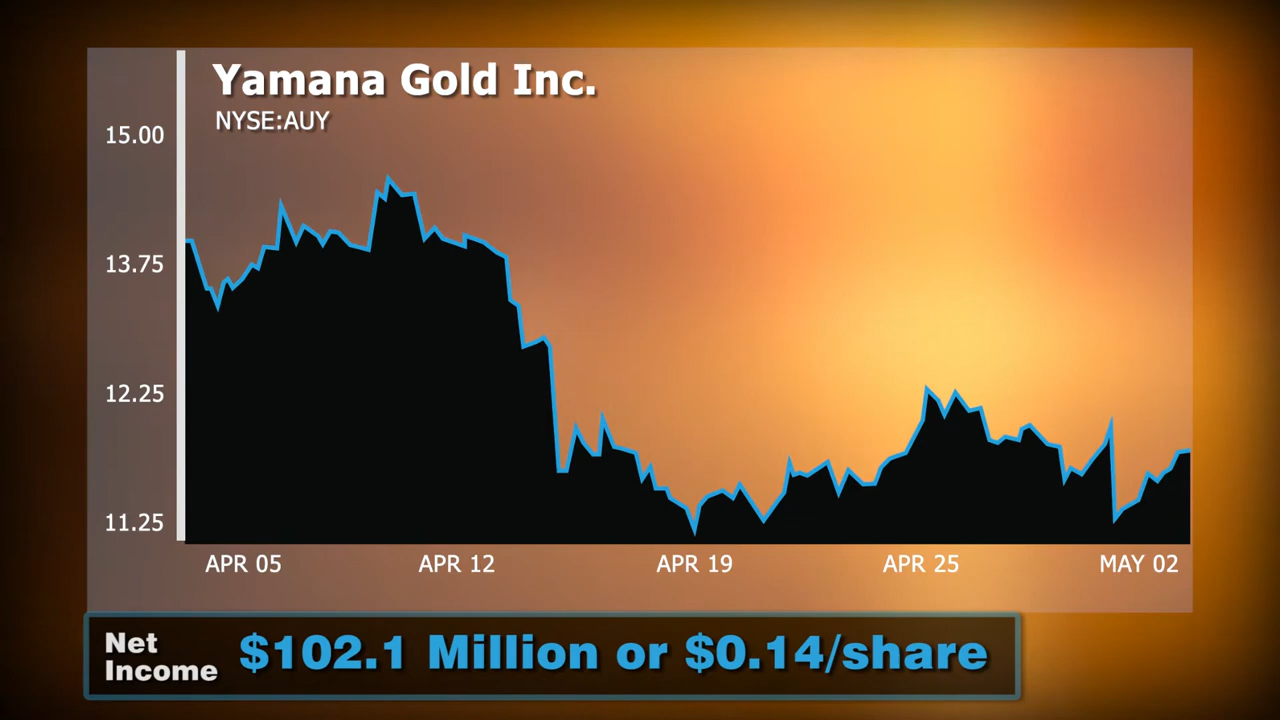 Yamana Gold Inc.
NYSE:AUY
15.00
13.75
12.25
11.25
APR 05 APR 12 APR 19 APR 25 MAY 02
Net Income
$102.1 Million or $0.14/share